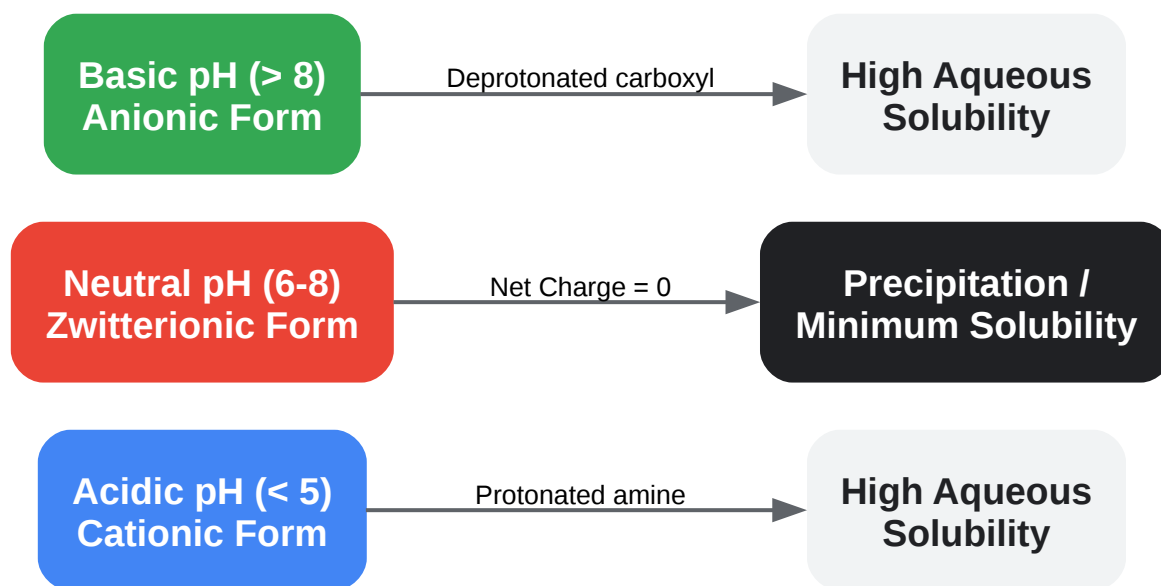 Basic pH (> 8)
Anionic Form
Deprotonated carboxyl
High Aqueous
Solubility
Neutral pH (6-8)
Zwitterionic Form
Net Charge = 0
Precipitation /
Minimum Solubility
Acidic pH (< 5)
Cationic Form
Protonated amine
High Aqueous
Solubility